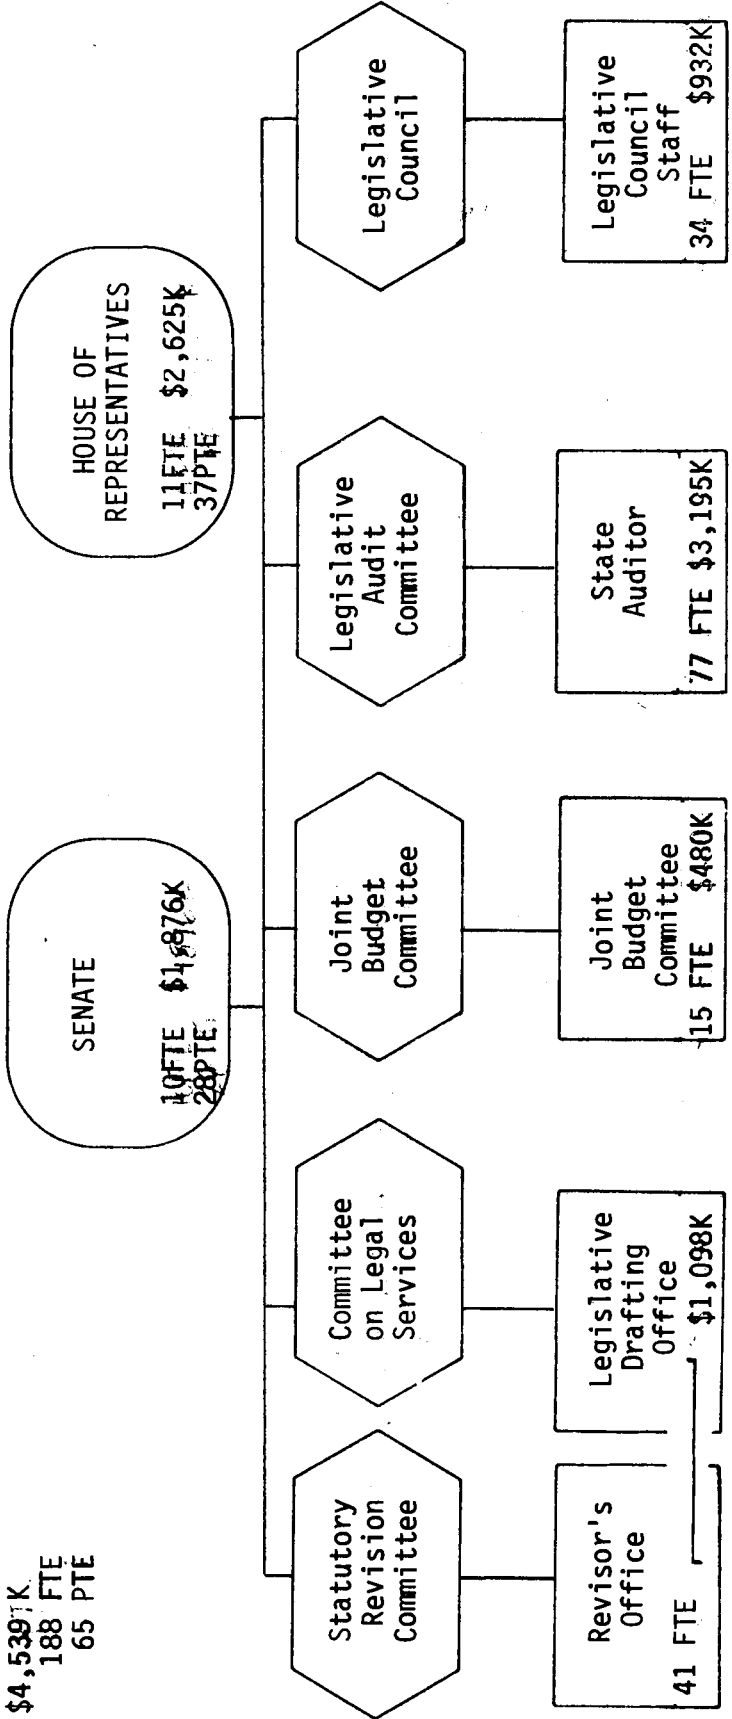 188 FTE
65 PTE
SENATE
10FTE $1,876K
28PTE
HOUSE OF
REPRESENTATIVES
11FTE $2,625K
37PTE
Statutory
Revision
Committee
Committee
on Legal
Services
Joint
Budget
Committee
Legislative
Audit
Committee
Legislative
Council
Revisor's
Office
41 FTE
Legislative
Drafting
Office
$1,098K
Joint
Budget
Committee
15 FTE $480K
State
Auditor
77 FTE $3,195K
Legislative
Council
Staff
34 FTE $932K